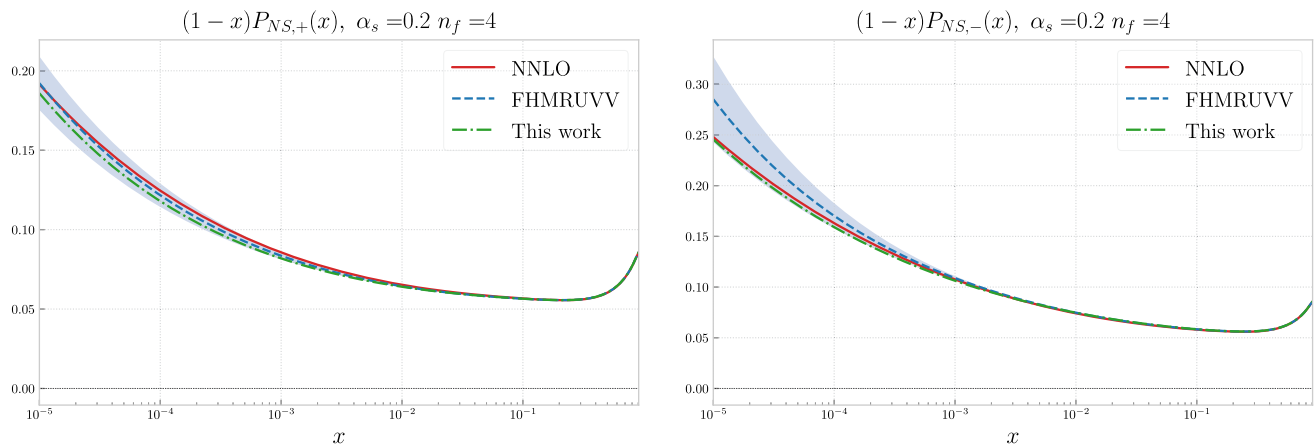 (1 − x)P_{NS,+}(x), α_s =0.2 n_f =4
0.20
0.15
0.10
0.05
0.00
NNLO
FHMRUVV
This work
10^{−5}
10^{−4}
10^{−3}
10^{−2}
10^{−1}
x
(1 − x)P_{NS,−}(x), α_s =0.2 n_f =4
0.30
0.25
0.20
0.15
0.10
0.05
0.00
NNLO
FHMRUVV
This work
10^{−5}
10^{−4}
10^{−3}
10^{−2}
10^{−1}
x